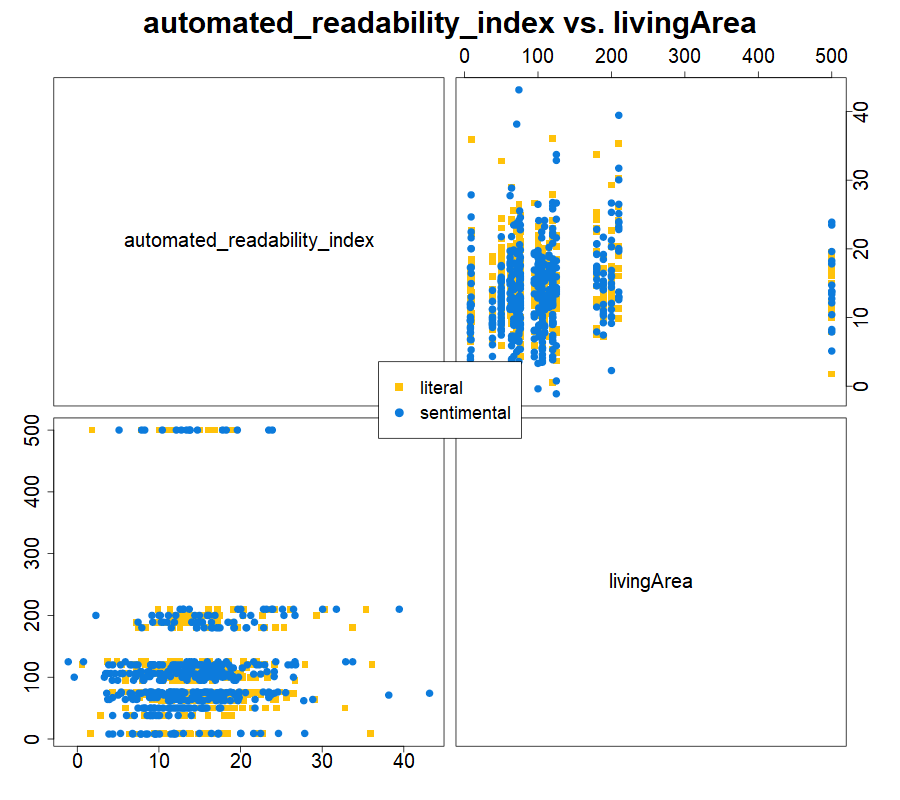 automated_readability_index vs. livingArea
0 100 200 300 400 500
automated_readability_index
40
30
20
10
0
literal
sentimental
500
400
300
200
100
0
livingArea
0 10 20 30 40